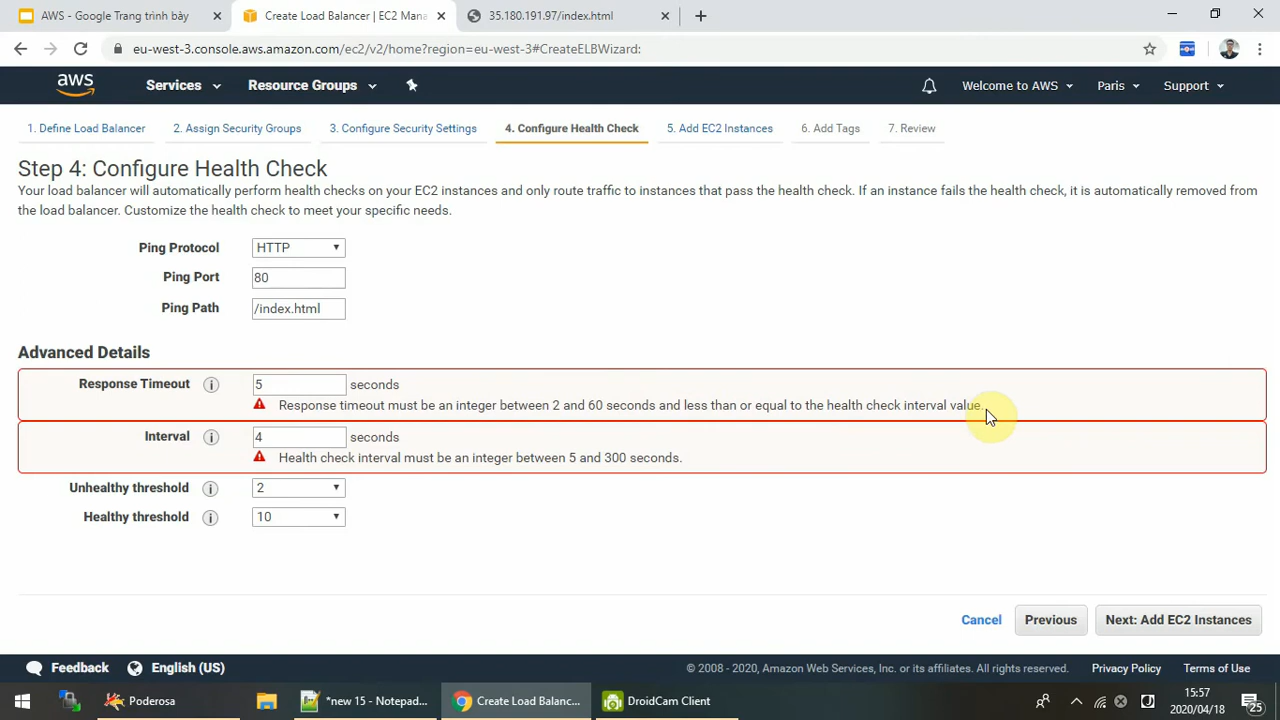 AWS - Google Trang trình bày
Create Load Balancer | EC2 Mana
35.180.191.97/index.html
eu-west-3.console.aws.amazon.com/ec2/v2/home?region=eu-west-3#CreateELBWizard:
aws
Services
Resource Groups
Welcome to AWS
Paris
Support
1. Define Load Balancer
2. Assign Security Groups
3. Configure Security Settings
4. Configure Health Check
5. Add EC2 Instances
6. Add Tags
7. Review
Step 4: Configure Health Check
Your load balancer will automatically perform health checks on your EC2 instances and only route traffic to instances that pass the health check. If an instance fails the health check, it is automatically removed from
the load balancer. Customize the health check to meet your specific needs.
Ping Protocol HTTP
Ping Port 80
Ping Path /index.html
Advanced Details
Response Timeout i 5 seconds
Response timeout must be an integer between 2 and 60 seconds and less than or equal to the health check interval value.
Interval i 4 seconds
Health check interval must be an integer between 5 and 300 seconds.
Unhealthy threshold i 2
Healthy threshold i 10
Cancel
Previous
Next: Add EC2 Instances
Feedback
English (US)
© 2008 - 2020, Amazon Web Services, Inc. or its affiliates. All rights reserved.
Privacy Policy
Terms of Use
Poderosa
*new 15 - Notepad...
Create Load Balanc...
DroidCam Client
15:57
2020/04/18
25